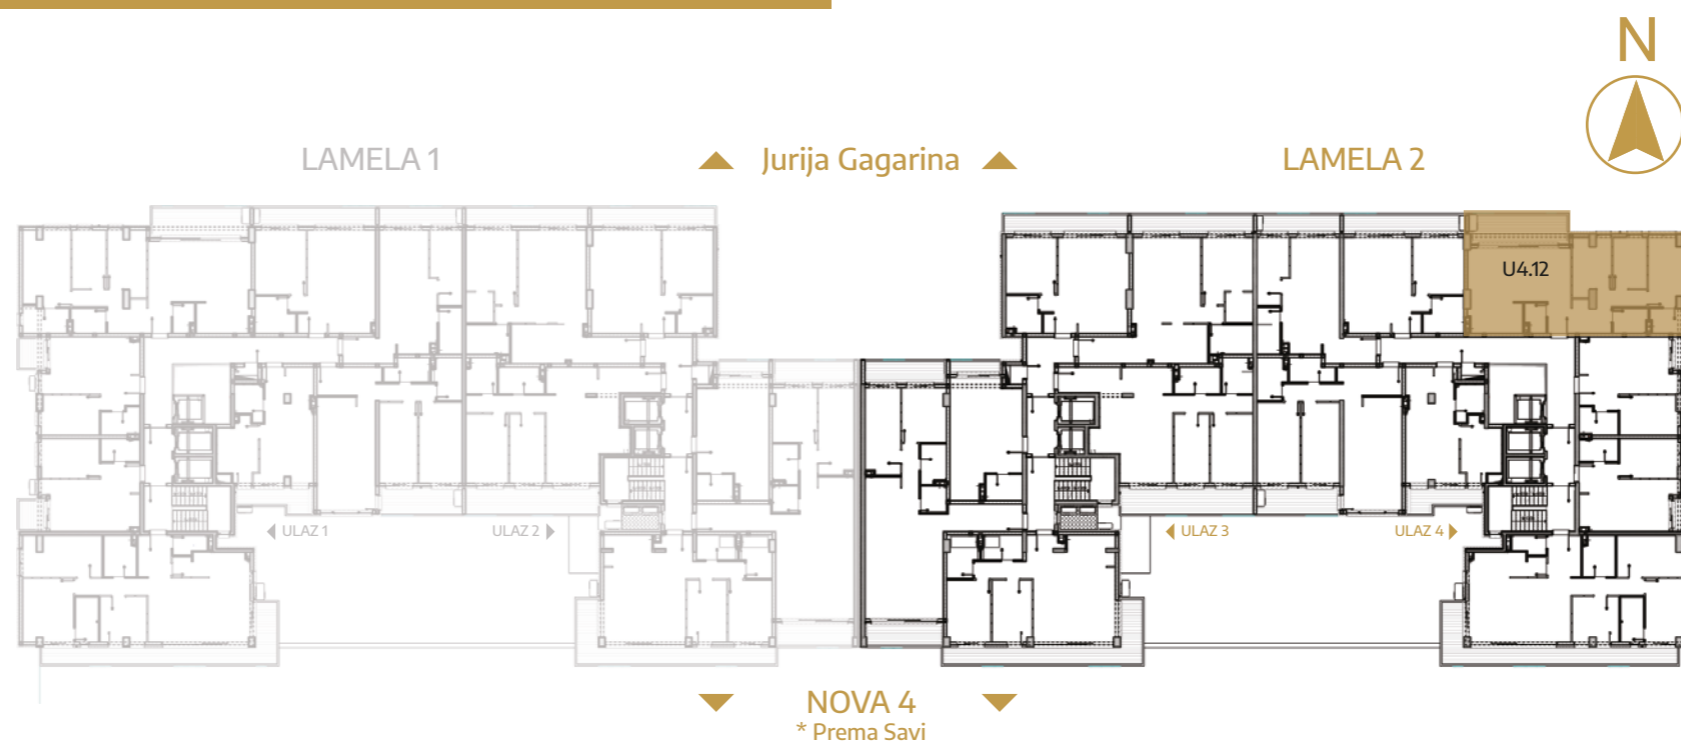 N
LAMELA 1
Jurija Gagarina
LAMELA 2
U4.12
ULAZ 1
ULAZ 2
ULAZ 3
ULAZ 4
NOVA 4
* Prema Savi